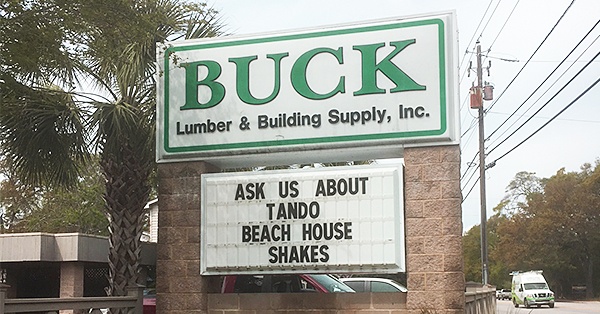 BUCK
Lumber & Building Supply, Inc.
ASK US ABOUT
TANDO
BEACH HOUSE
SHAKES